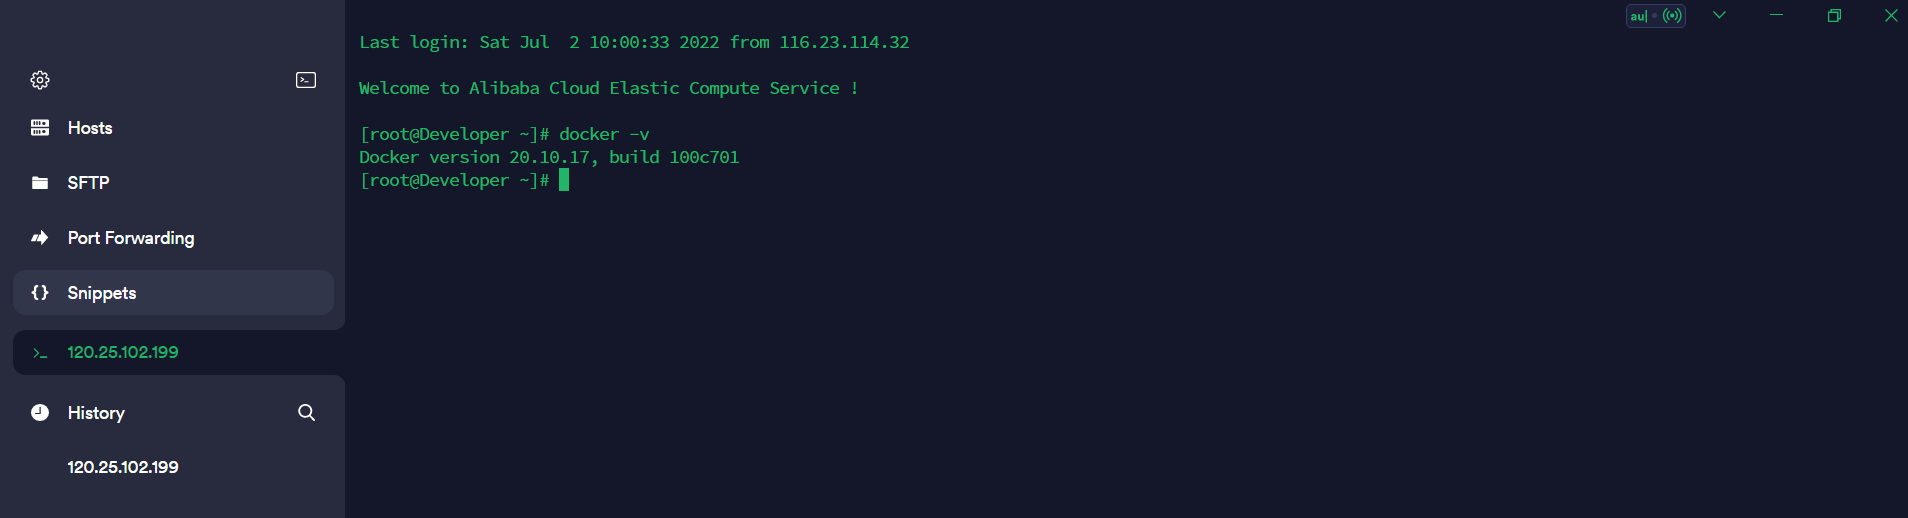 Hosts
SFTP
Port Forwarding
{} Snippets
>_ 120.25.102.199
History
120.25.102.199
au|
Last login: Sat Jul  2 10:00:33 2022 from 116.23.114.32
Welcome to Alibaba Cloud Elastic Compute Service !
[root@Developer ~]# docker -v
Docker version 20.10.17, build 100c701
[root@Developer ~]#